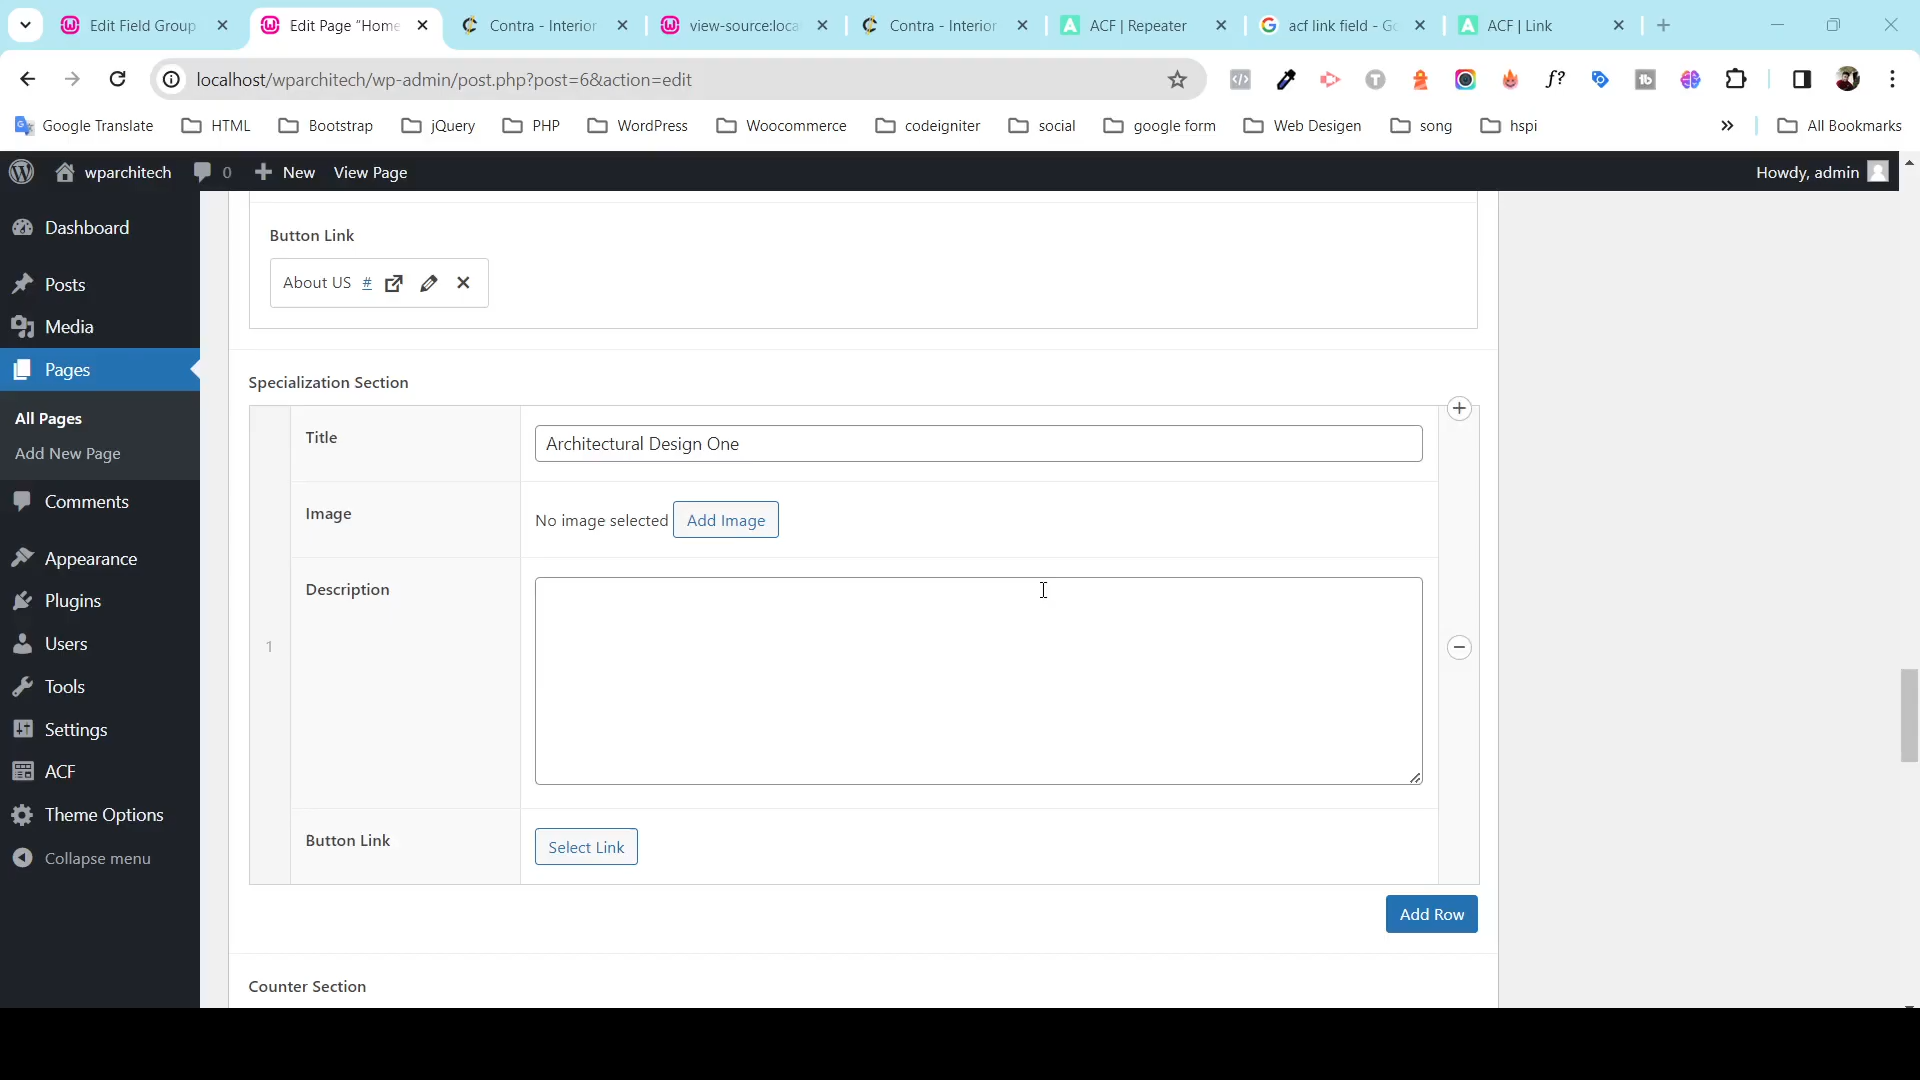 Edit Field Group
Edit Page "Home
Contra - Interior
view-source:loca
Contra - Interior
ACF | Repeater
acf link field - Go
ACF | Link
localhost/wparchitech/wp-admin/post.php?post=6&action=edit
Google Translate
HTML
Bootstrap
jQuery
PHP
WordPress
Woocommerce
codeigniter
social
google form
Web Desigen
song
hspi
All Bookmarks
wparchitech
0
New
View Page
Howdy, admin
Dashboard
Posts
Media
Pages
All Pages
Add New Page
Comments
Appearance
Plugins
Users
Tools
Settings
ACF
Theme Options
Collapse menu
Button Link
About US #
Specialization Section
Title
Architectural Design One
Image
No image selected Add Image
Description
1
Button Link
Select Link
Add Row
Counter Section